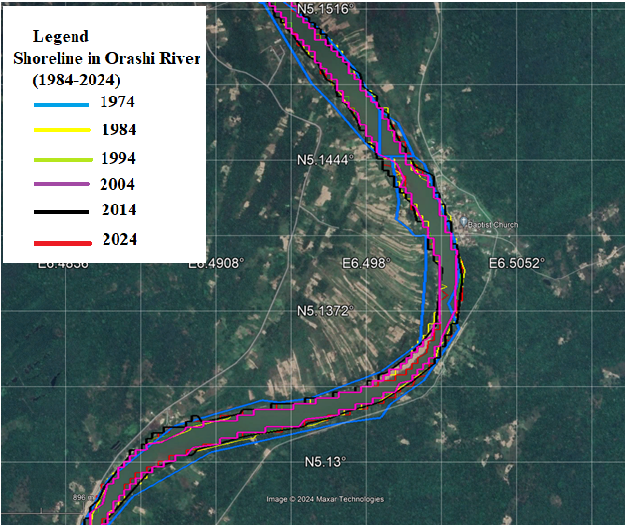 Legend
Shoreline in Orashi River
(1984-2024)
1974
1984
1994
2004
2014
2024
N5.1516
N5.1444°
Baptist Church
E6.4836
E6.4908°
E6.498°
E6.5052°
N5.1372°
N5.13°
896 m
Image © 2024 Maxar Technologies